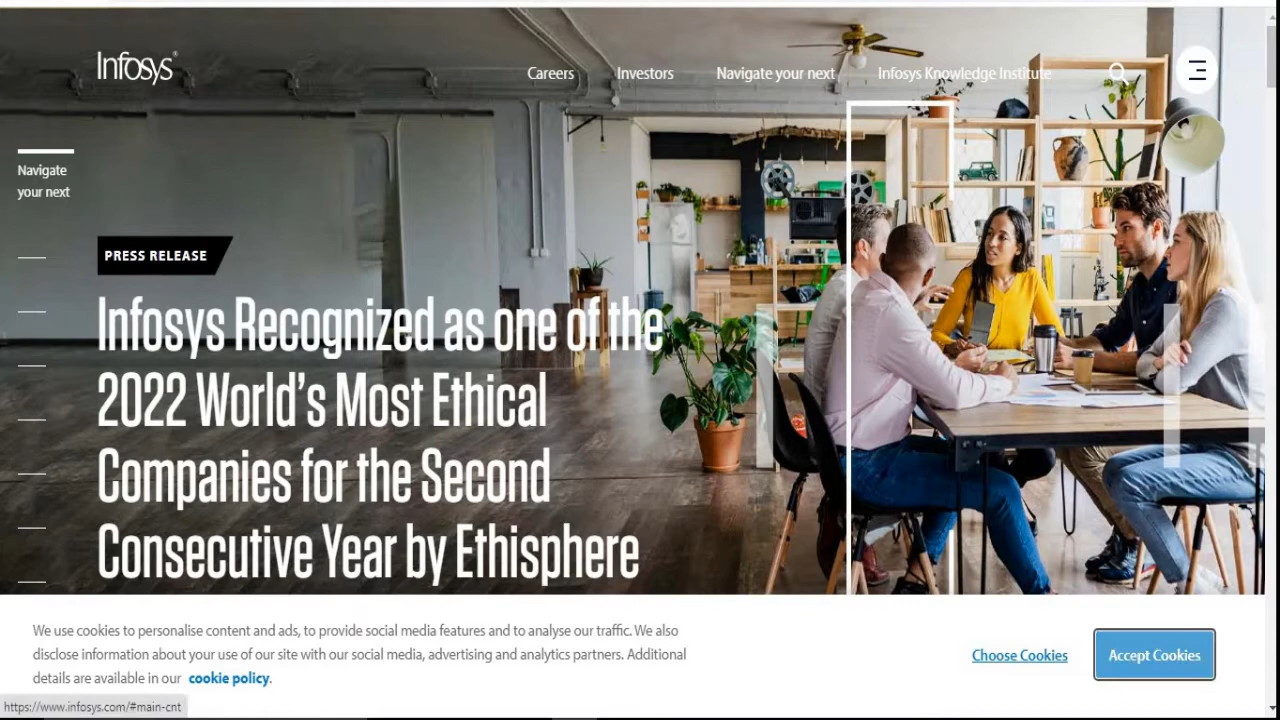 Infosys®
Careers Investors Navigate your next Infosys Knowledge Institute
Navigate
your next
PRESS RELEASE
Infosys Recognized as one of the
2022 World's Most Ethical
Companies for the Second
Consecutive Year by Ethisphere
We use cookies to personalise content and ads, to provide social media features and to analyse our traffic. We also
disclose information about your use of our site with our social media, advertising and analytics partners. Additional
details are available in our cookie policy.
Choose Cookies
Accept Cookies
https://www.infosys.com/#main-cnt